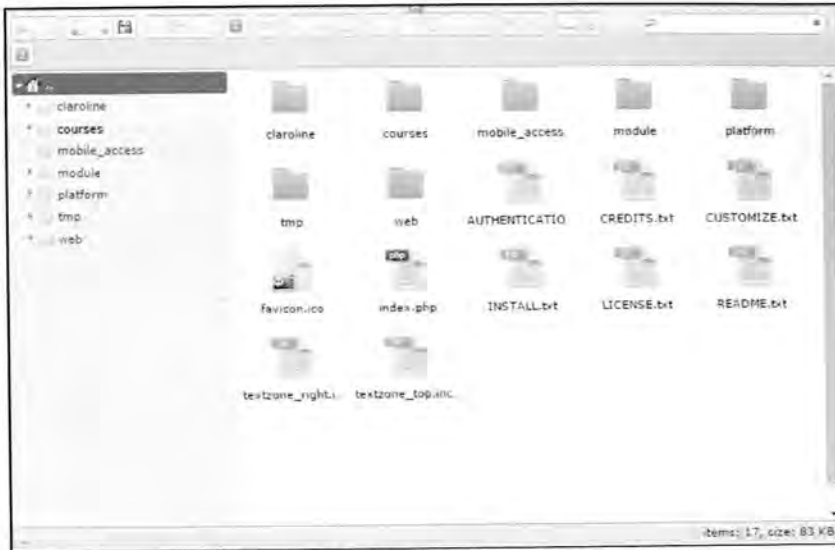 ..
claroline
courses
mobile_access
module
platform
tmp
web
claroline courses mobile_access module platform
tmp web AUTHENTICATIO CREDITS.txt CUSTOMIZE.txt
php
favicon.ico index.php INSTALL.txt LICENSE.txt README.txt
textzone_right.i.. textzone_top.inc..
items: 17, size: 83 KB